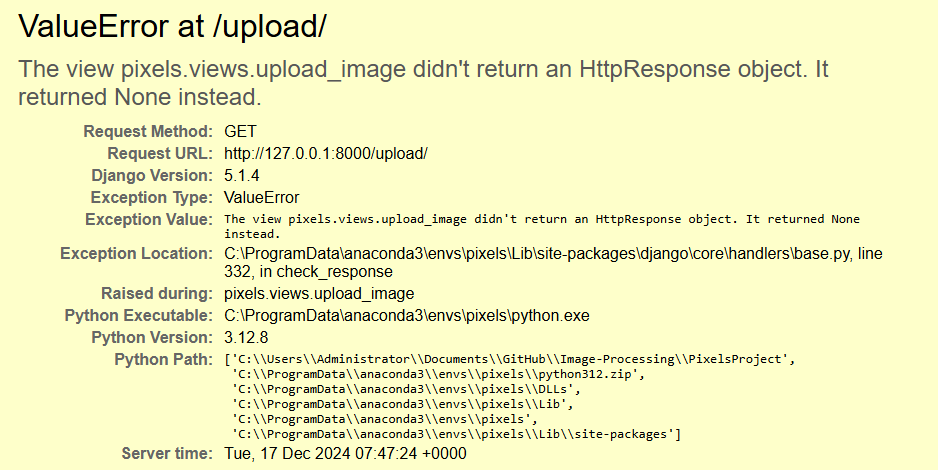 ValueError at /upload/
The view pixels.views.upload_image didn't return an HttpResponse object. It
returned None instead.
Request Method: GET
Request URL: http://127.0.0.1:8000/upload/
Django Version: 5.1.4
Exception Type: ValueError
Exception Value: The view pixels.views.upload_image didn't return an HttpResponse object. It returned None
instead.
Exception Location: C:\ProgramData\anaconda3\envs\pixels\Lib\site-packages\django\core\handlers\base.py, line
332, in check_response
Raised during: pixels.views.upload_image
Python Executable: C:\ProgramData\anaconda3\envs\pixels\python.exe
Python Version: 3.12.8
Python Path: ['C:\\Users\\Administrator\\Documents\\GitHub\\Image-Processing\\PixelsProject',
'C:\\ProgramData\\anaconda3\\envs\\pixels\\python312.zip',
'C:\\ProgramData\\anaconda3\\envs\\pixels\\DLLs',
'C:\\ProgramData\\anaconda3\\envs\\pixels\\Lib',
'C:\\ProgramData\\anaconda3\\envs\\pixels',
'C:\\ProgramData\\anaconda3\\envs\\pixels\\Lib\\site-packages']
Server time: Tue, 17 Dec 2024 07:47:24 +0000